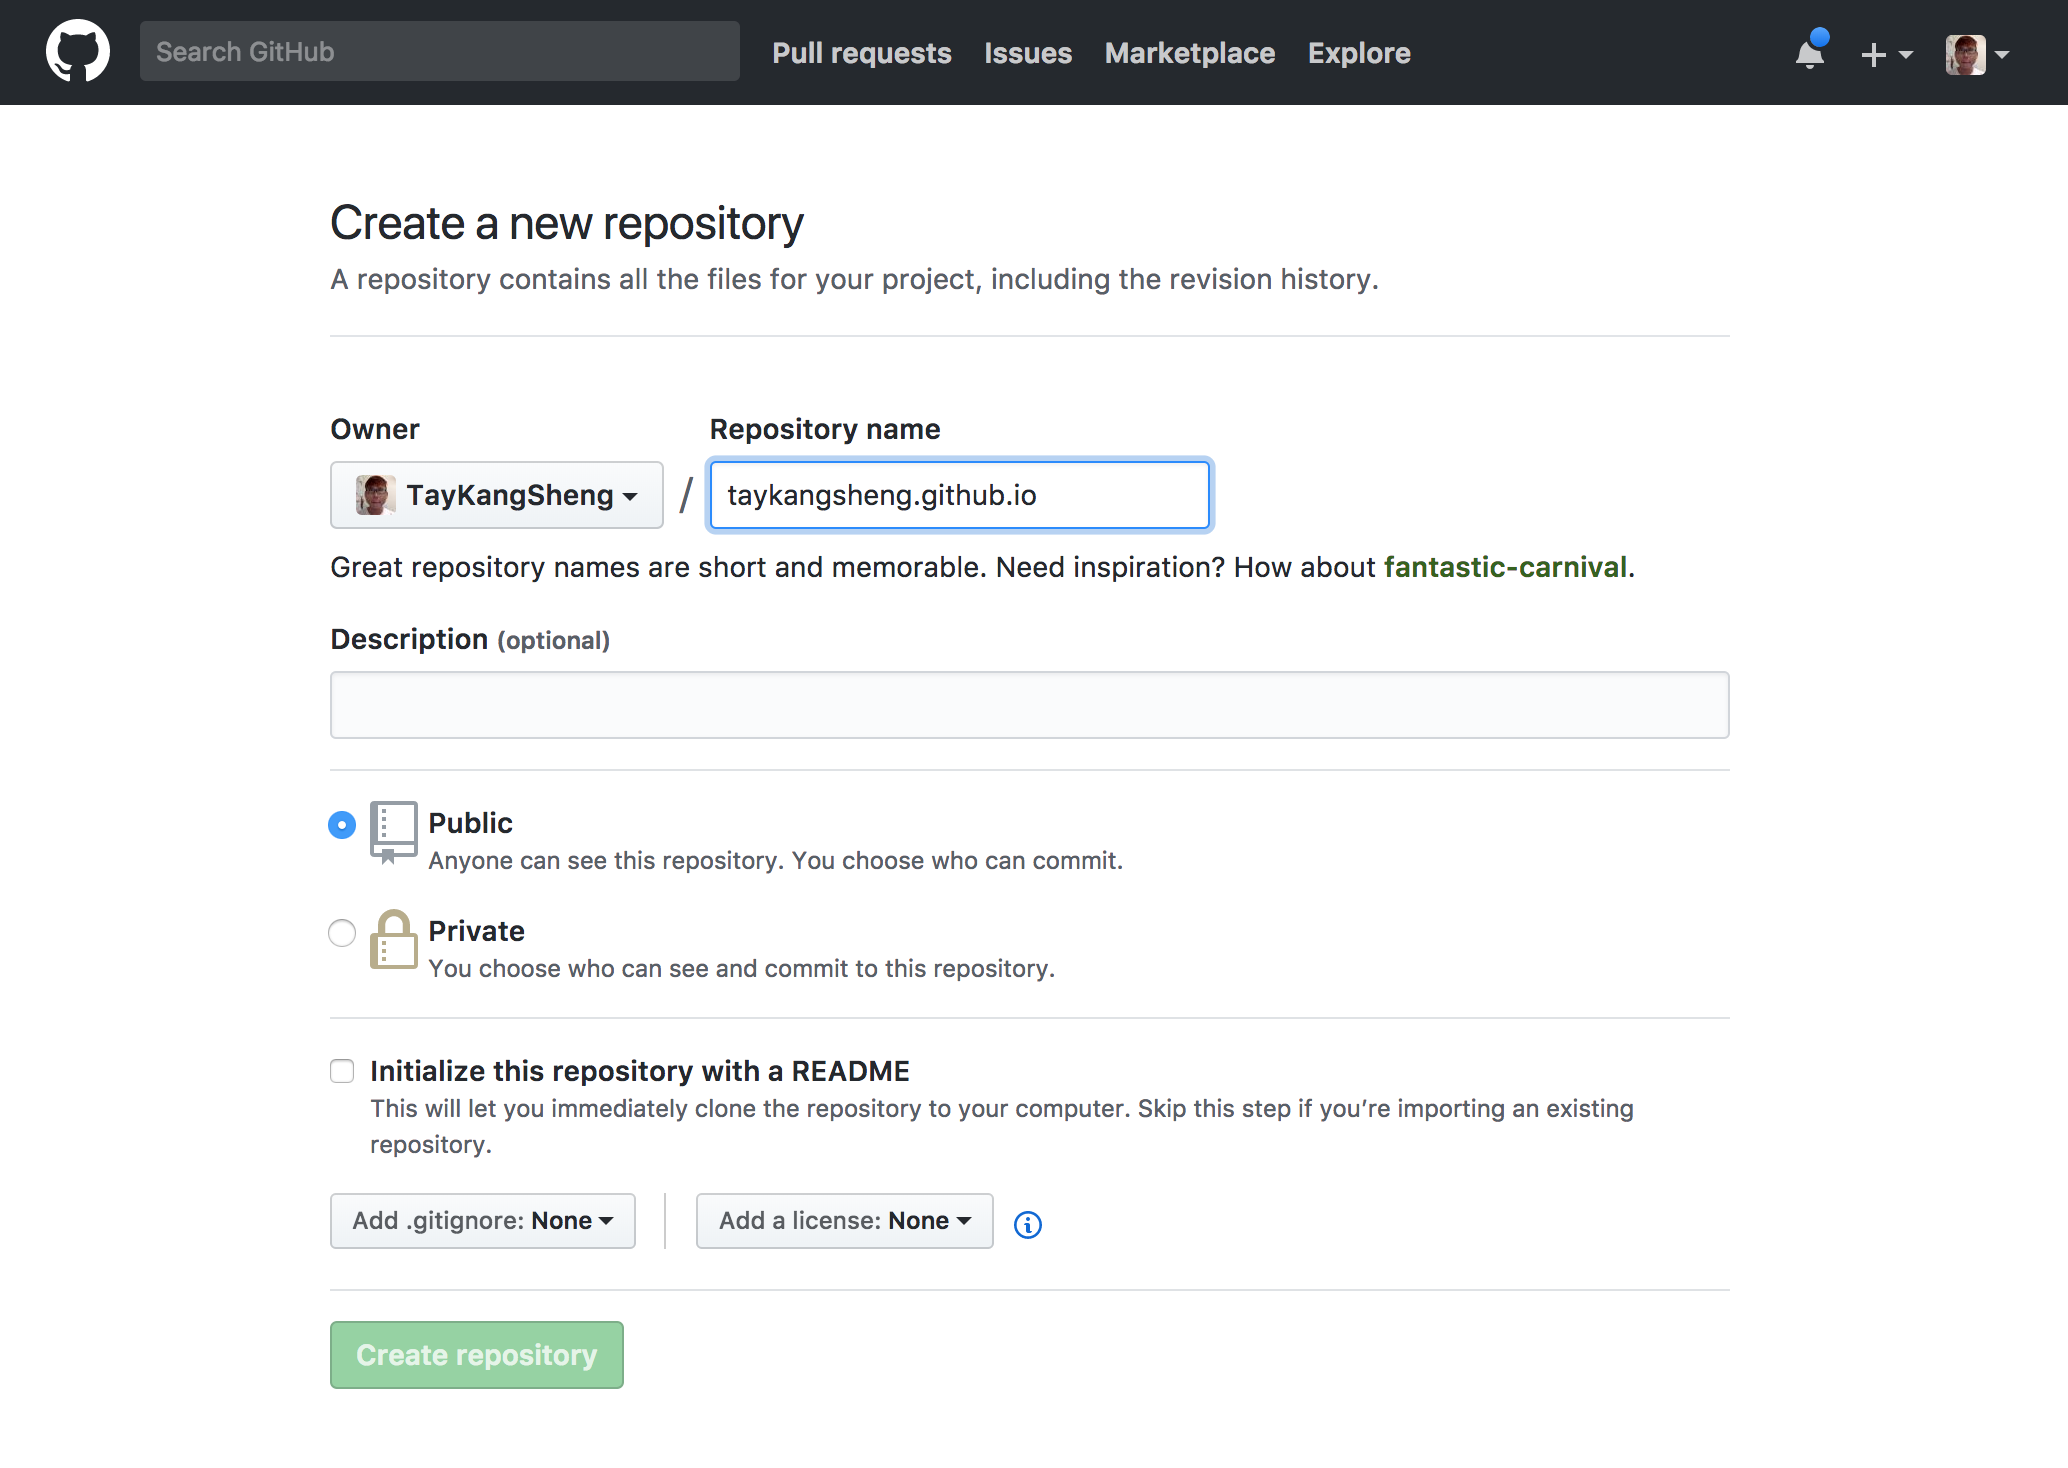 Search GitHub
Pull requests Issues Marketplace Explore
Create a new repository
A repository contains all the files for your project, including the revision history.
Owner Repository name
TayKangSheng / taykangsheng.github.io
Great repository names are short and memorable. Need inspiration? How about fantastic-carnival.
Description (optional)
Public
Anyone can see this repository. You choose who can commit.
Private
You choose who can see and commit to this repository.
Initialize this repository with a README
This will let you immediately clone the repository to your computer. Skip this step if you’re importing an existing
repository.
Add .gitignore: None Add a license: None
Create repository